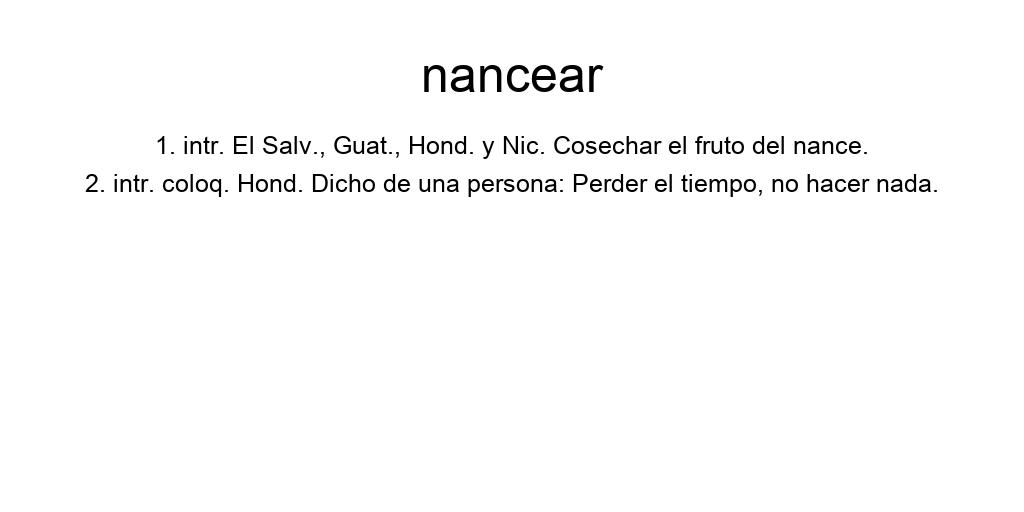 nancear
1. intr. El Salv., Guat., Hond. y Nic. Cosechar el fruto del nance.
2. intr. coloq. Hond. Dicho de una persona: Perder el tiempo, no hacer nada.